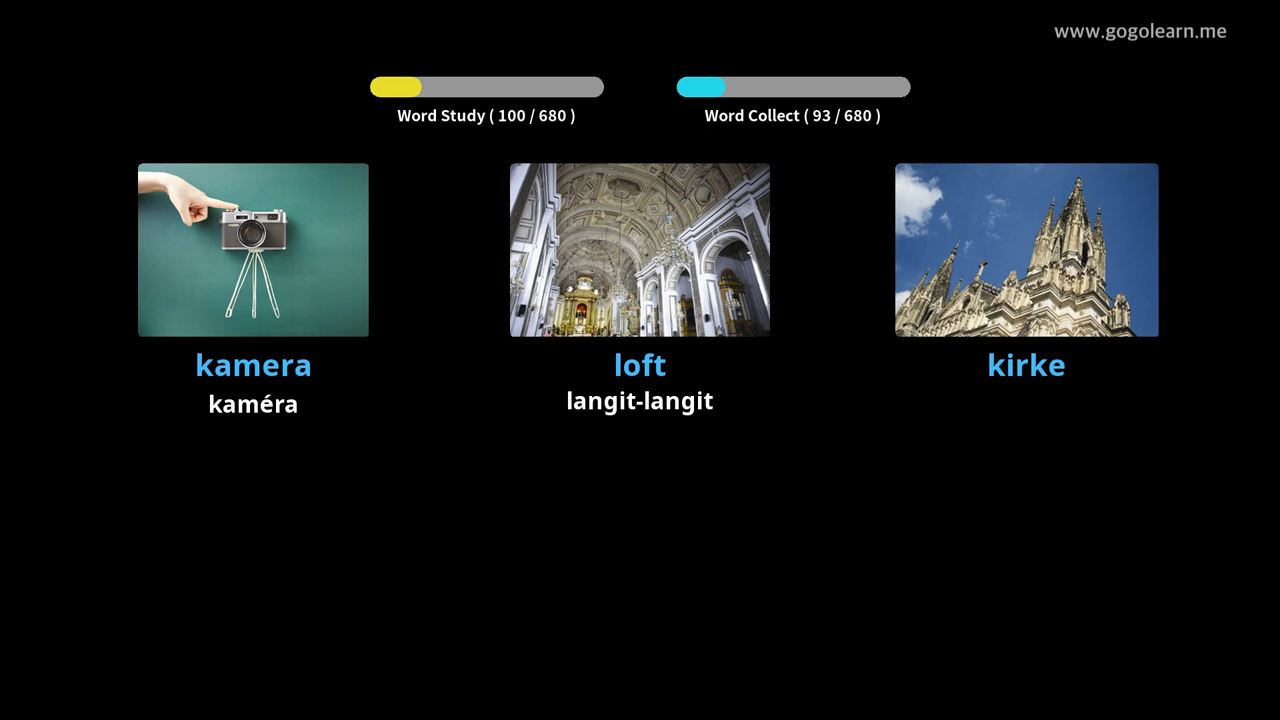 www.gogolearn.me
Word Study ( 100 / 680 )
Word Collect ( 93 / 680 )
kamera
loft
kirke
kaméra
langit-langit